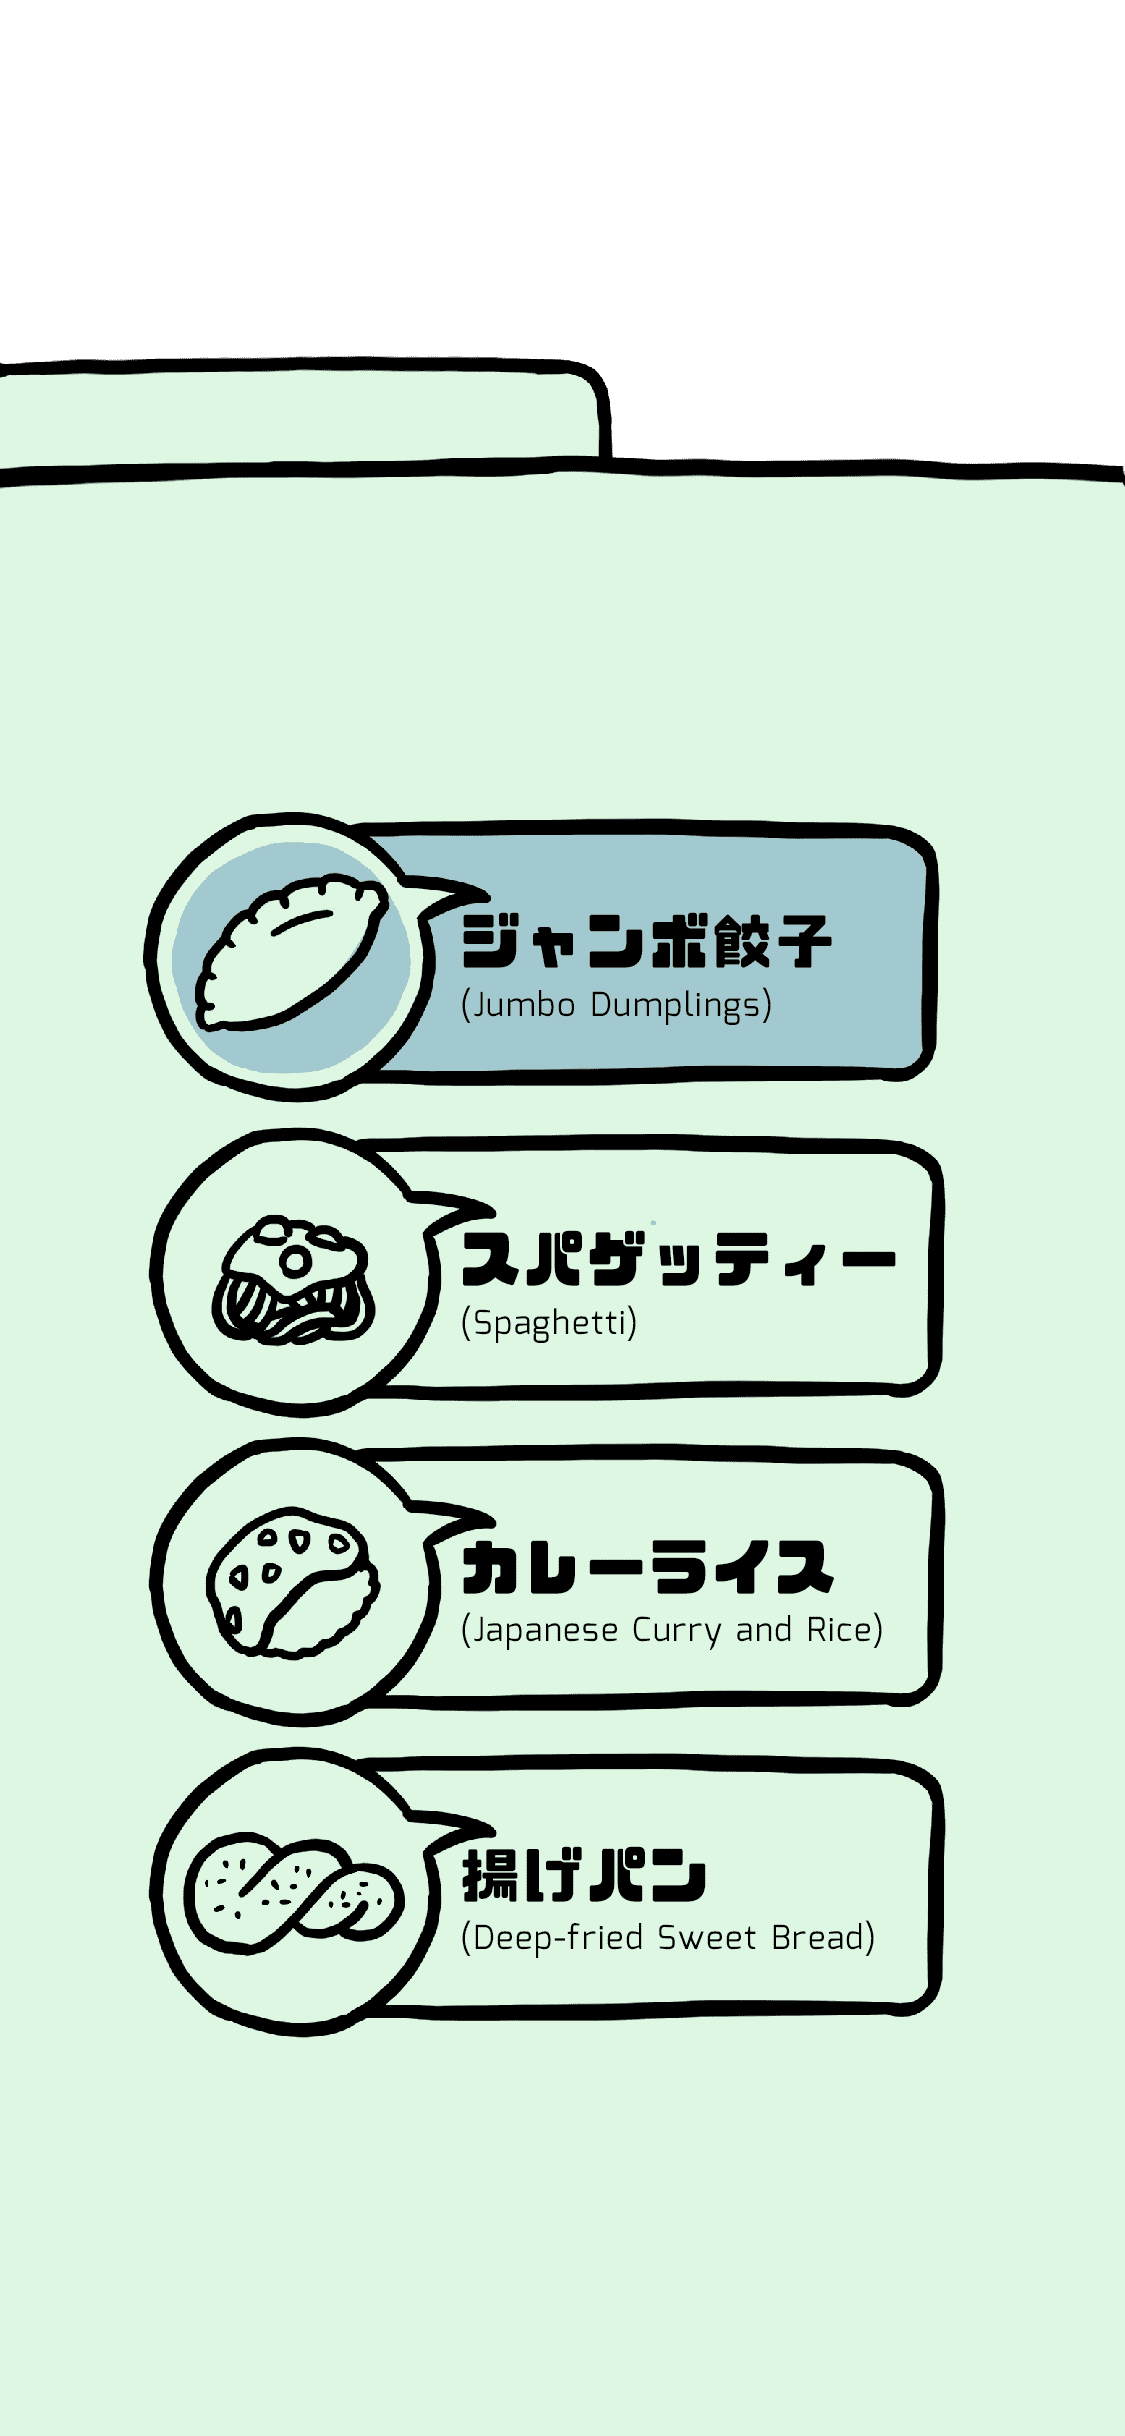 ジャンボ餃子
(Jumbo Dumplings)
スパゲッティー
(Spaghetti)
カレーライス
(Japanese Curry and Rice)
揚げパン
(Deep-fried Sweet Bread)